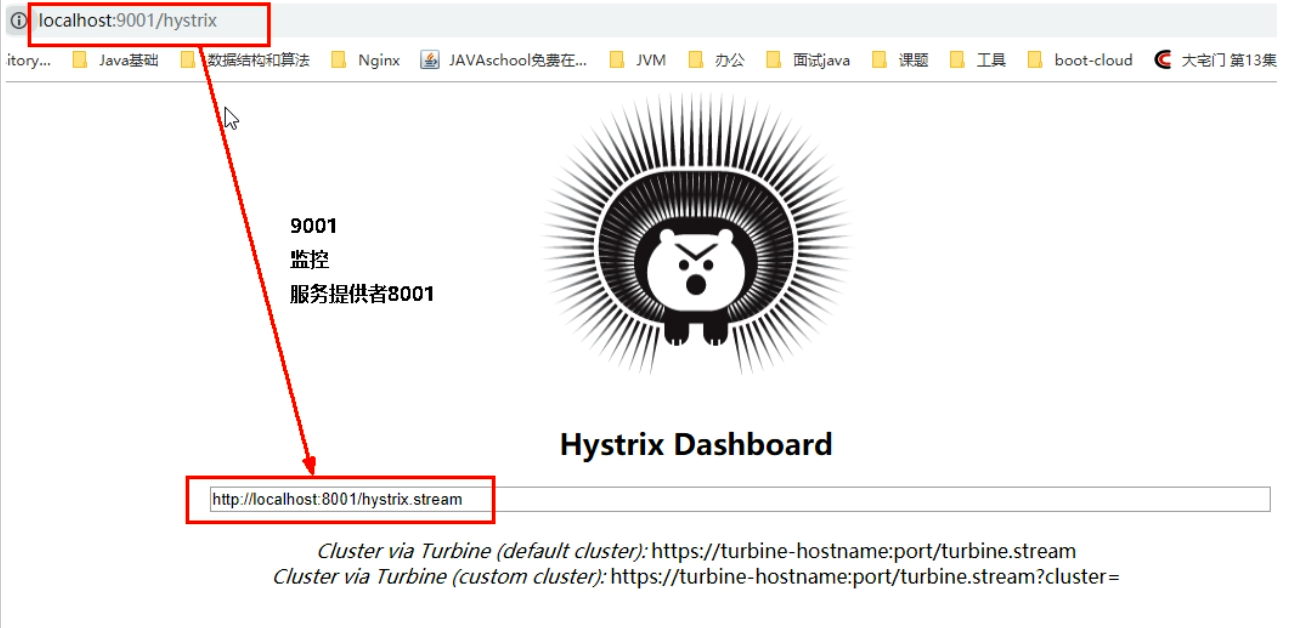 localhost:9001/hystrix
itory... Java基础 数据结构和算法 Nginx JAVAschool免费在... JVM 办公 面试java 课题 工具 boot-cloud 大宅门 第13集
9001
监控
服务提供者8001
Hystrix Dashboard
http://localhost:8001/hystrix.stream
Cluster via Turbine (default cluster): https://turbine-hostname:port/turbine.stream
Cluster via Turbine (custom cluster): https://turbine-hostname:port/turbine.stream?cluster=